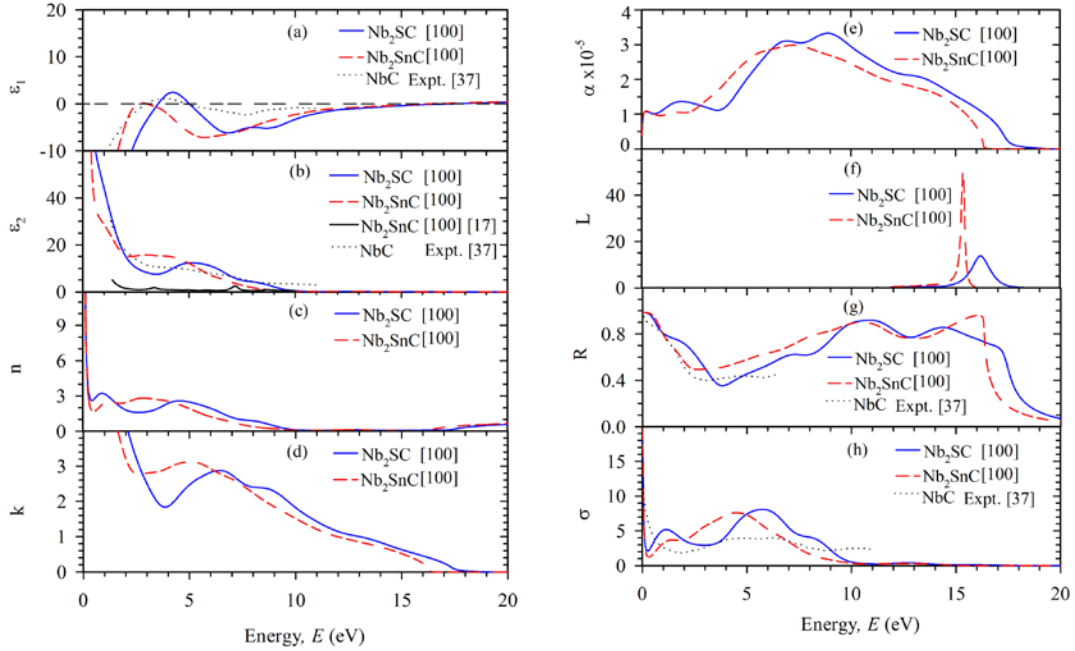 20
10
0
-10
ε1
(a)
Nb2SC [100]
Nb2SnC [100]
NbC Expt. [37]
40
20
0
ε2
(b)
Nb2SC [100]
Nb2SnC [100]
Nb2SnC [100] [17]
NbC Expt. [37]
9
6
3
0
n
(c)
Nb2SC [100]
Nb2SnC [100]
3
2
1
0
k
(d)
Nb2SC [100]
Nb2SnC [100]
0 5 10 15 20
Energy, E (eV)
4
3
2
1
0
α x10-5
(e)
Nb2SC [100]
Nb2SnC [100]
40
20
0
L
(f)
Nb2SC [100]
Nb2SnC [100]
0.8
0.4
0.0
R
(g)
Nb2SC [100]
Nb2SnC [100]
NbC Expt. [37]
15
10
5
0
σ
(h)
Nb2SC [100]
Nb2SnC [100]
NbC Expt. [37]
0 5 10 15 20
Energy, E (eV)